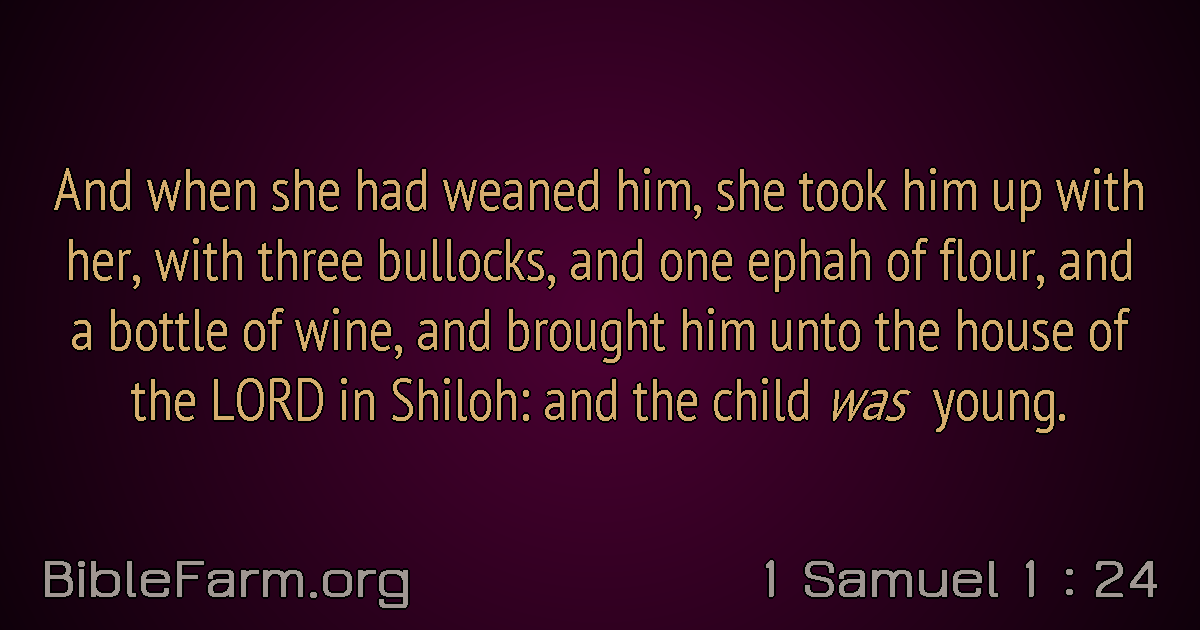 And when she had weaned him, she took him up with
her, with three bullocks, and one ephah of flour, and
a bottle of wine, and brought him unto the house of
the LORD in Shiloh: and the child was young.
BibleFarm.org
1 Samuel 1 : 24